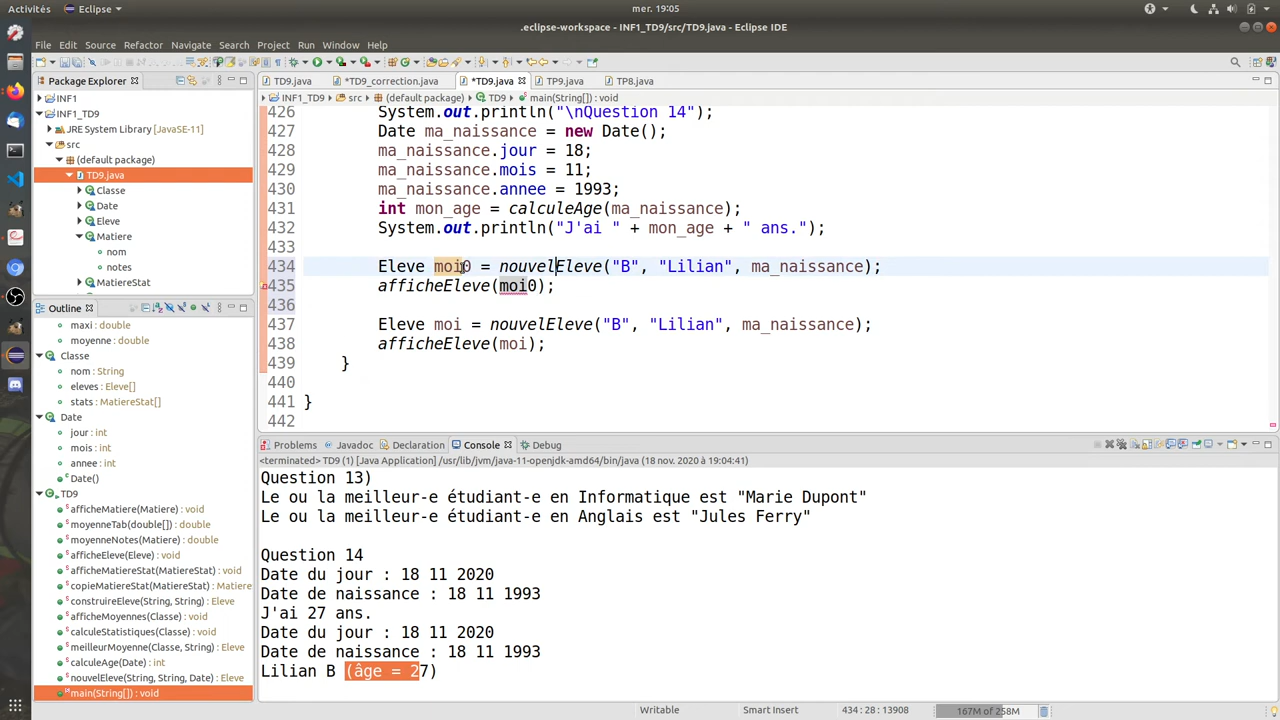 Activités
Eclipse
mer. 19:05
.eclipse-workspace - INF1_TD9/src/TD9.java - Eclipse IDE
File Edit Source Refactor Navigate Search Project Run Window Help
Package Explorer
INF1
INF1_TD9
JRE System Library [JavaSE-11]
src
(default package)
TD9.java
Classe
Date
Eleve
Matiere
nom
notes
MatiereStat
Outline
maxi: double
moyenne: double
Classe
nom : String
eleves : Eleve[]
stats : MatiereStat[]
Date
jour : int
mois : int
annee : int
Date()
TD9
afficheMatiere(Matiere) : void
moyenneTab(double[]) : double
moyenneNotes(Matiere) : double
afficheEleve(Eleve) : void
afficheMatiereStat(MatiereStat) : void
copieMatiereStat(MatiereStat) : Matiere
construireEleve(String, String) : Eleve
afficheMoyennes(Classe) : void
calculeStatistiques(Classe) : void
meilleurMoyenne(Classe, String) : Eleve
calculeAge(Date) : int
nouvelEleve(String, String, Date) : Eleve
main(String[]) : void
TD9.java *TD9_correction.java *TD9.java TP9.java TP8.java
INF1_TD9 src (default package) TD9 main(String[]) : void
426 System.out.println("\nQuestion 14");
427 Date ma_naissance = new Date();
428 ma_naissance.jour = 18;
429 ma_naissance.mois = 11;
430 ma_naissance.annee = 1993;
431 int mon_age = calculeAge(ma_naissance);
432 System.out.println("J'ai " + mon_age + " ans.");
433
434 Eleve moi0 = nouvelEleve("B", "Lilian", ma_naissance);
435 afficheEleve(moi0);
436
437 Eleve moi = nouvelEleve("B", "Lilian", ma_naissance);
438 afficheEleve(moi);
439 }
440
441 }
442
Problems Javadoc Declaration Console Debug
<terminated> TD9 (1) [Java Application] /usr/lib/jvm/java-11-openjdk-amd64/bin/java (18 nov. 2020 à 19:04:41)
Question 13)
Le ou la meilleur-e étudiant-e en Informatique est "Marie Dupont"
Le ou la meilleur-e étudiant-e en Anglais est "Jules Ferry"
Question 14
Date du jour : 18 11 2020
Date de naissance : 18 11 1993
J'ai 27 ans.
Date du jour : 18 11 2020
Date de naissance : 18 11 1993
Lilian B (âge = 27)
Writable
Smart Insert
434 : 28 : 13908
167M of 258M